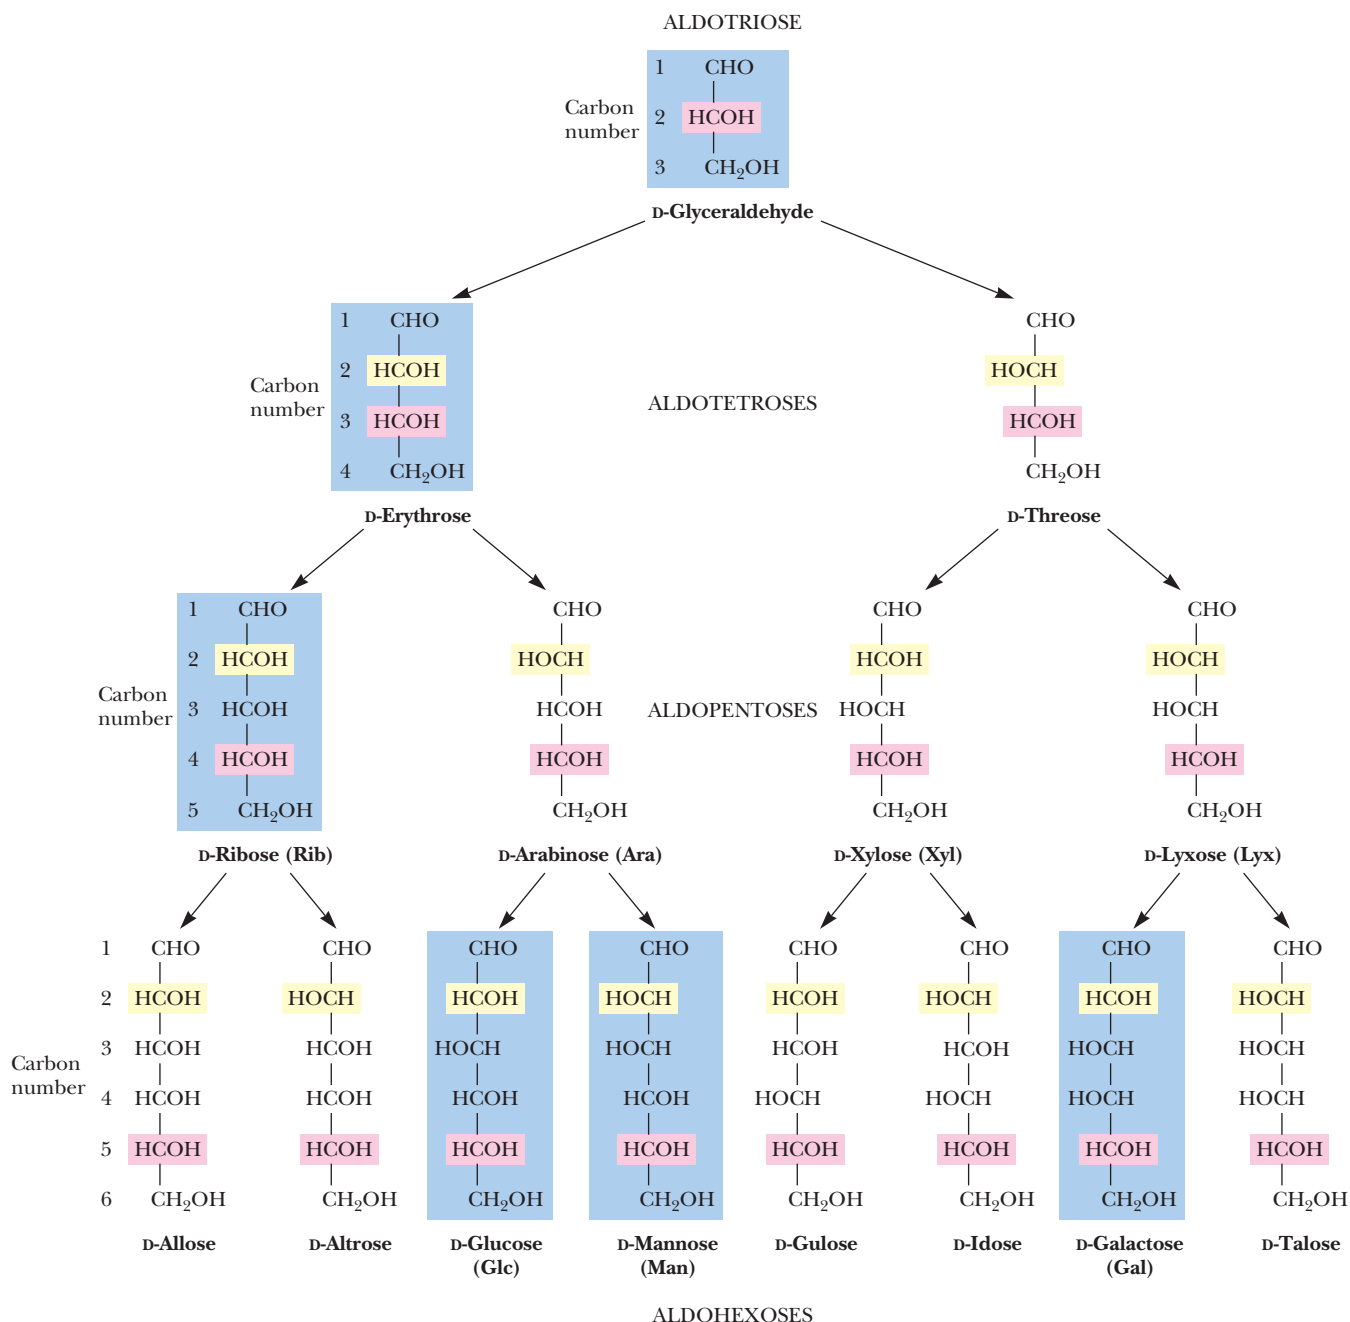 ALDOTRIOSE
1 CHO
Carbon
number
2 HCOH
3 CH₂OH
D-Glyceraldehyde
1 CHO CHO
2 HCOH HOCH
Carbon
number
ALDOTETROSES
3 HCOH HCOH
4 CH₂OH CH₂OH
D-Erythrose D-Threose
1 CHO CHO CHO CHO
2 HCOH HOCH HCOH HOCH
Carbon
number
3 HCOH HCOH ALDOPENTOSES HOCH HOCH
4 HCOH HCOH HCOH HCOH
5 CH₂OH CH₂OH CH₂OH CH₂OH
D-Ribose (Rib) D-Arabinose (Ara) D-Xylose (Xyl) D-Lyxose (Lyx)
1 CHO CHO CHO CHO CHO CHO CHO CHO
2 HCOH HOCH HCOH HOCH HCOH HOCH HCOH HOCH
3 HCOH HCOH HOCH HOCH HCOH HCOH HOCH HOCH
Carbon
number
4 HCOH HCOH HCOH HCOH HOCH HOCH HOCH HOCH
5 HCOH HCOH HCOH HCOH HCOH HCOH HCOH HCOH
6 CH₂OH CH₂OH CH₂OH CH₂OH CH₂OH CH₂OH CH₂OH CH₂OH
D-Allose D-Altrose D-Glucose D-Mannose D-Gulose D-Idose D-Galactose D-Talose
(Glc) (Man) (Gal)
ALDOHEXOSES